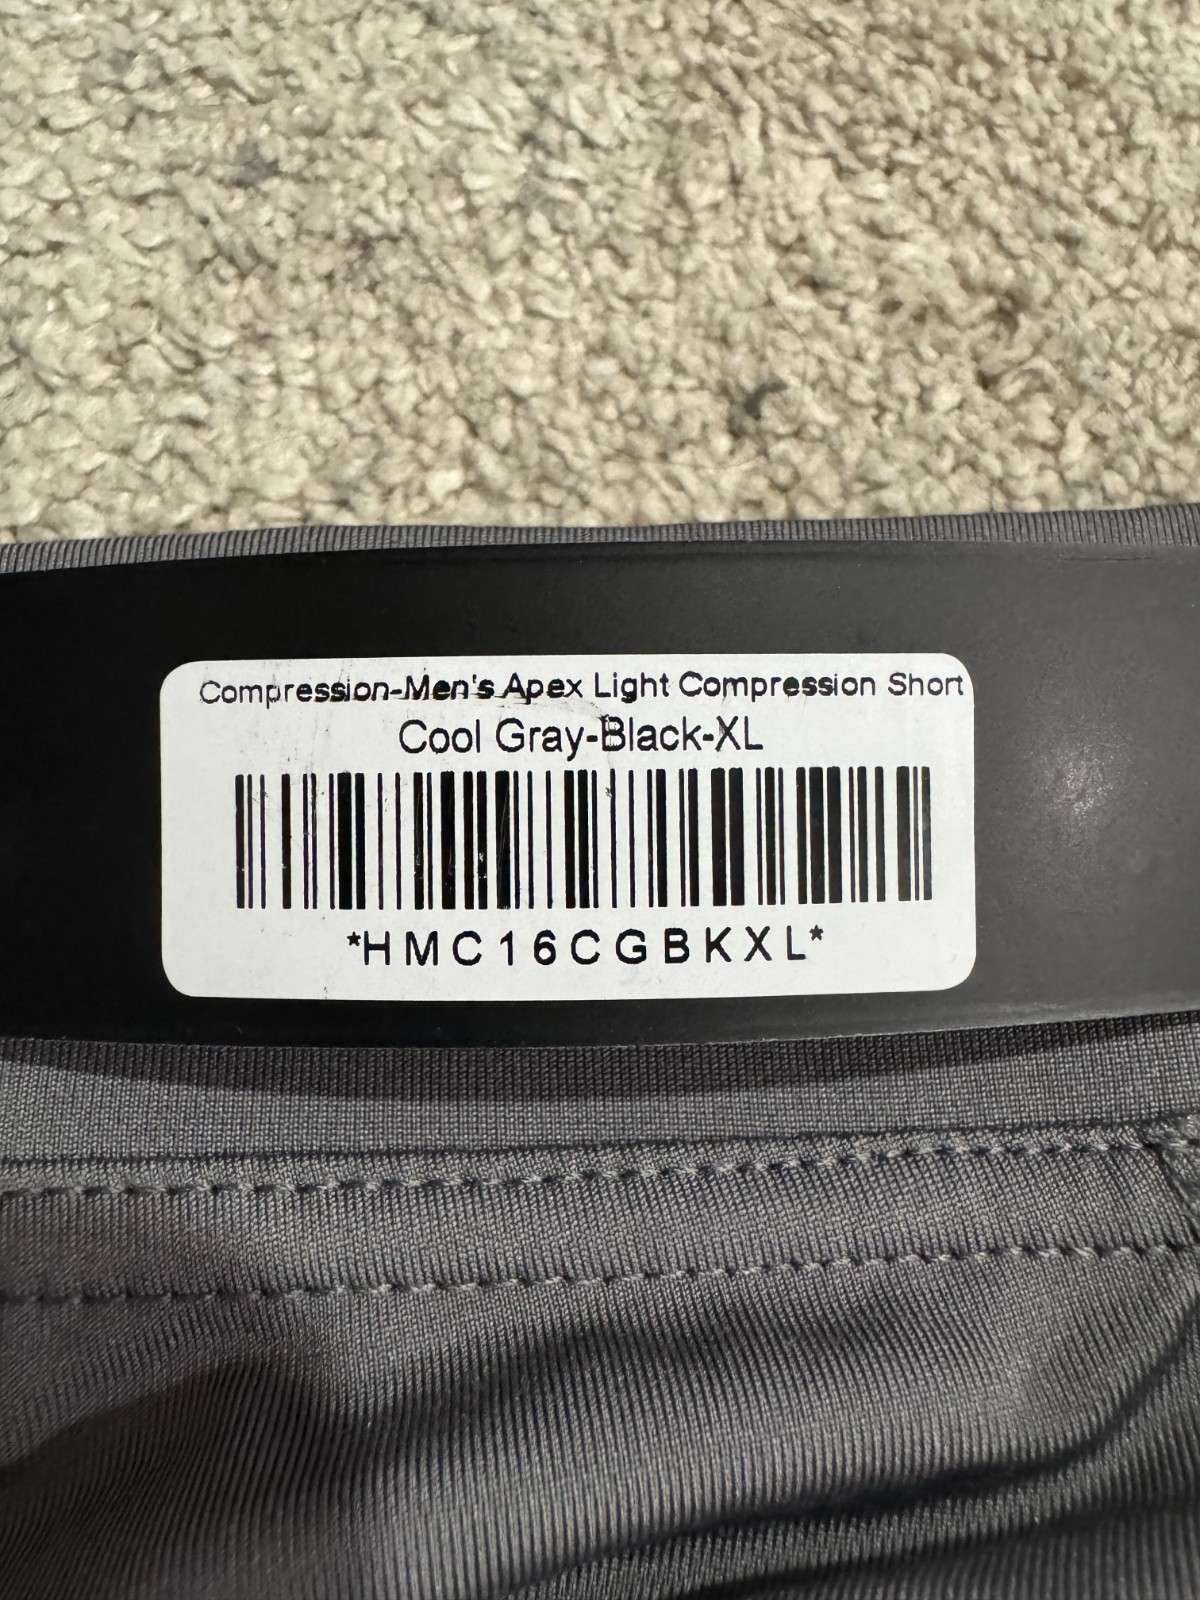 Compression-Men's Apex Light Compression Short
Cool Gray-Black-XL
*HMC16CGBKXL*